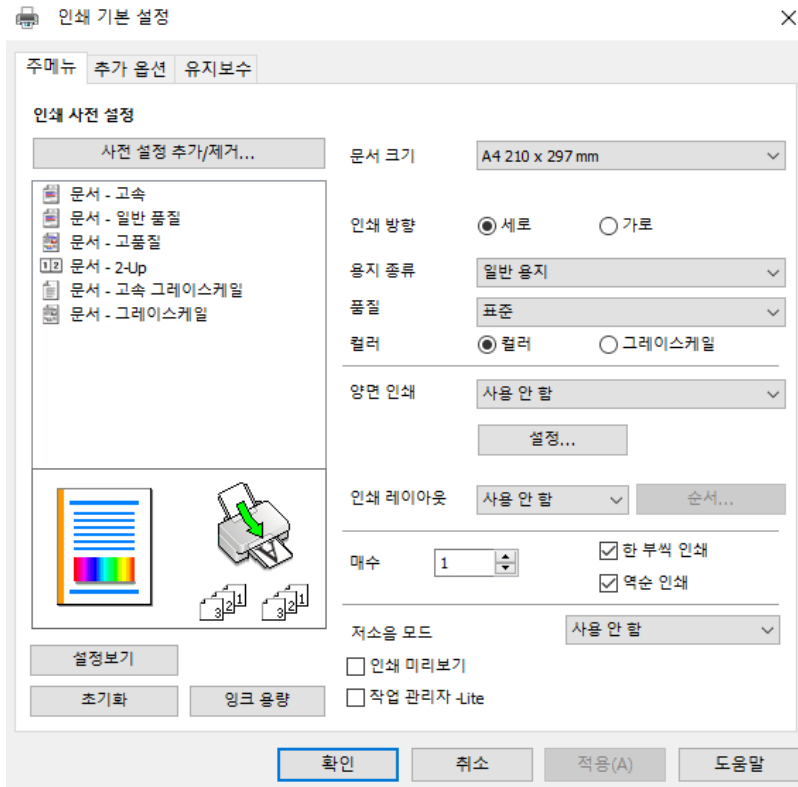 인쇄 기본 설정
주메뉴
추가 옵션
유지보수
인쇄 사전 설정
사전 설정 추가/제거...
문서 - 고속
문서 - 일반 품질
문서 - 고품질
1 2 문서 - 2-Up
문서 - 고속 그레이스케일
문서 - 그레이스케일
문서 크기
A4 210 x 297 mm
인쇄 방향
세로
가로
용지 종류
일반 용지
품질
표준
컬러
컬러
그레이스케일
양면 인쇄
사용 안 함
설정...
인쇄 레이아웃
사용 안 함
순서...
매수
1
한 부씩 인쇄
역순 인쇄
3 2 1
3 2 1
저소음 모드
사용 안 함
인쇄 미리보기
작업 관리자 -Lite
설정보기
초기화
잉크 용량
확인
취소
적용(A)
도움말